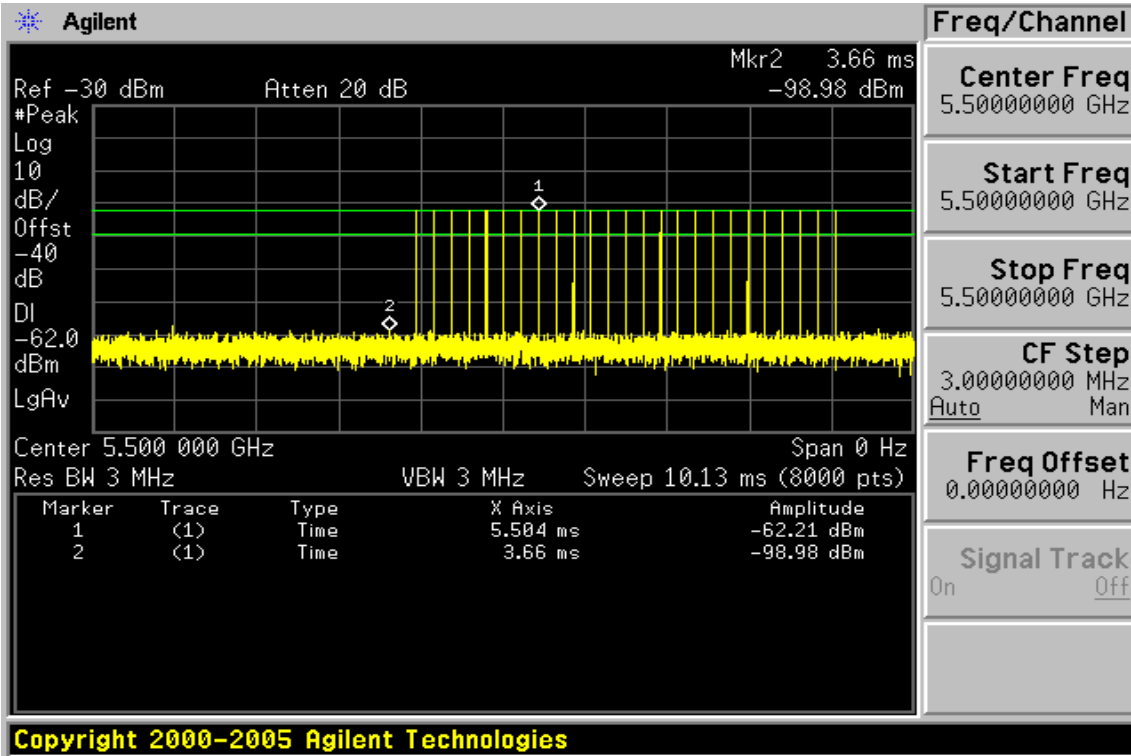 Agilent
Freq/Channel
Mkr2 3.66 ms
Ref -30 dBm Atten 20 dB -98.98 dBm
#Peak
Log
10
dB/
Offst
-40
dB
DI
-62.0
dBm
LgAv
1
2
Center 5.500 000 GHz Span 0 Hz
Res BW 3 MHz VBW 3 MHz Sweep 10.13 ms (8000 pts)
Marker Trace Type X Axis Amplitude
1 (1) Time 5.504 ms -62.21 dBm
2 (1) Time 3.66 ms -98.98 dBm
Center Freq
5.50000000 GHz
Start Freq
5.50000000 GHz
Stop Freq
5.50000000 GHz
CF Step
3.00000000 MHz
Auto Man
Freq Offset
0.00000000 Hz
Signal Track
On Off
Copyright 2000-2005 Agilent Technologies